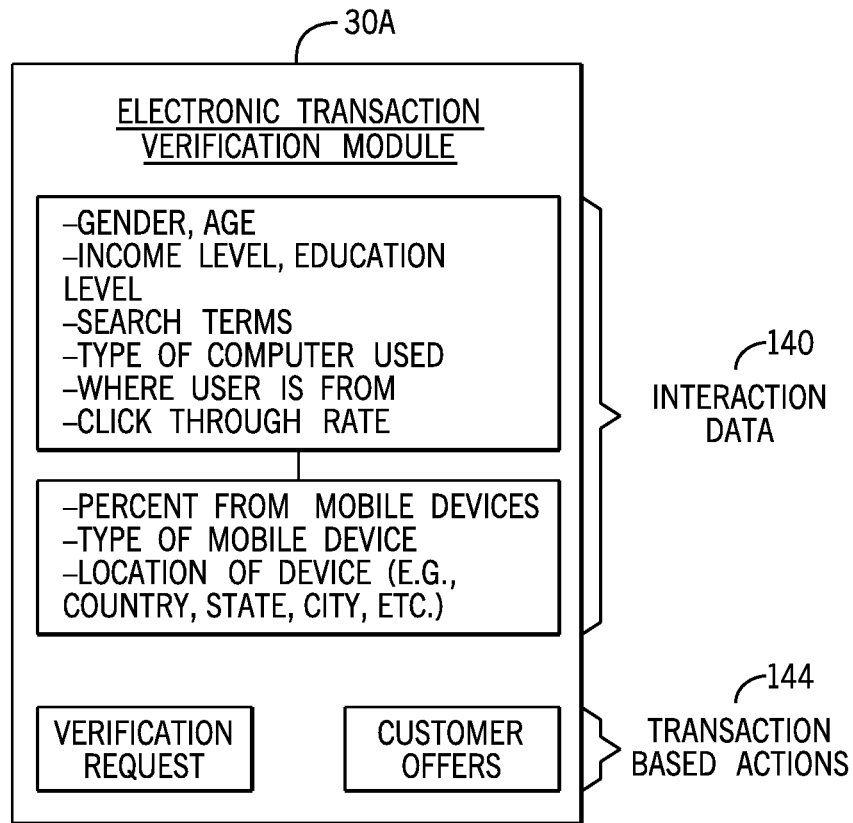 30A
ELECTRONIC TRANSACTION
VERIFICATION MODULE
–GENDER, AGE
–INCOME LEVEL, EDUCATION
LEVEL
–SEARCH TERMS
–TYPE OF COMPUTER USED
–WHERE USER IS FROM
–CLICK THROUGH RATE
140
INTERACTION
DATA
–PERCENT FROM MOBILE DEVICES
–TYPE OF MOBILE DEVICE
–LOCATION OF DEVICE (E.G.,
COUNTRY, STATE, CITY, ETC.)
VERIFICATION
REQUEST
CUSTOMER
OFFERS
144
TRANSACTION
BASED ACTIONS